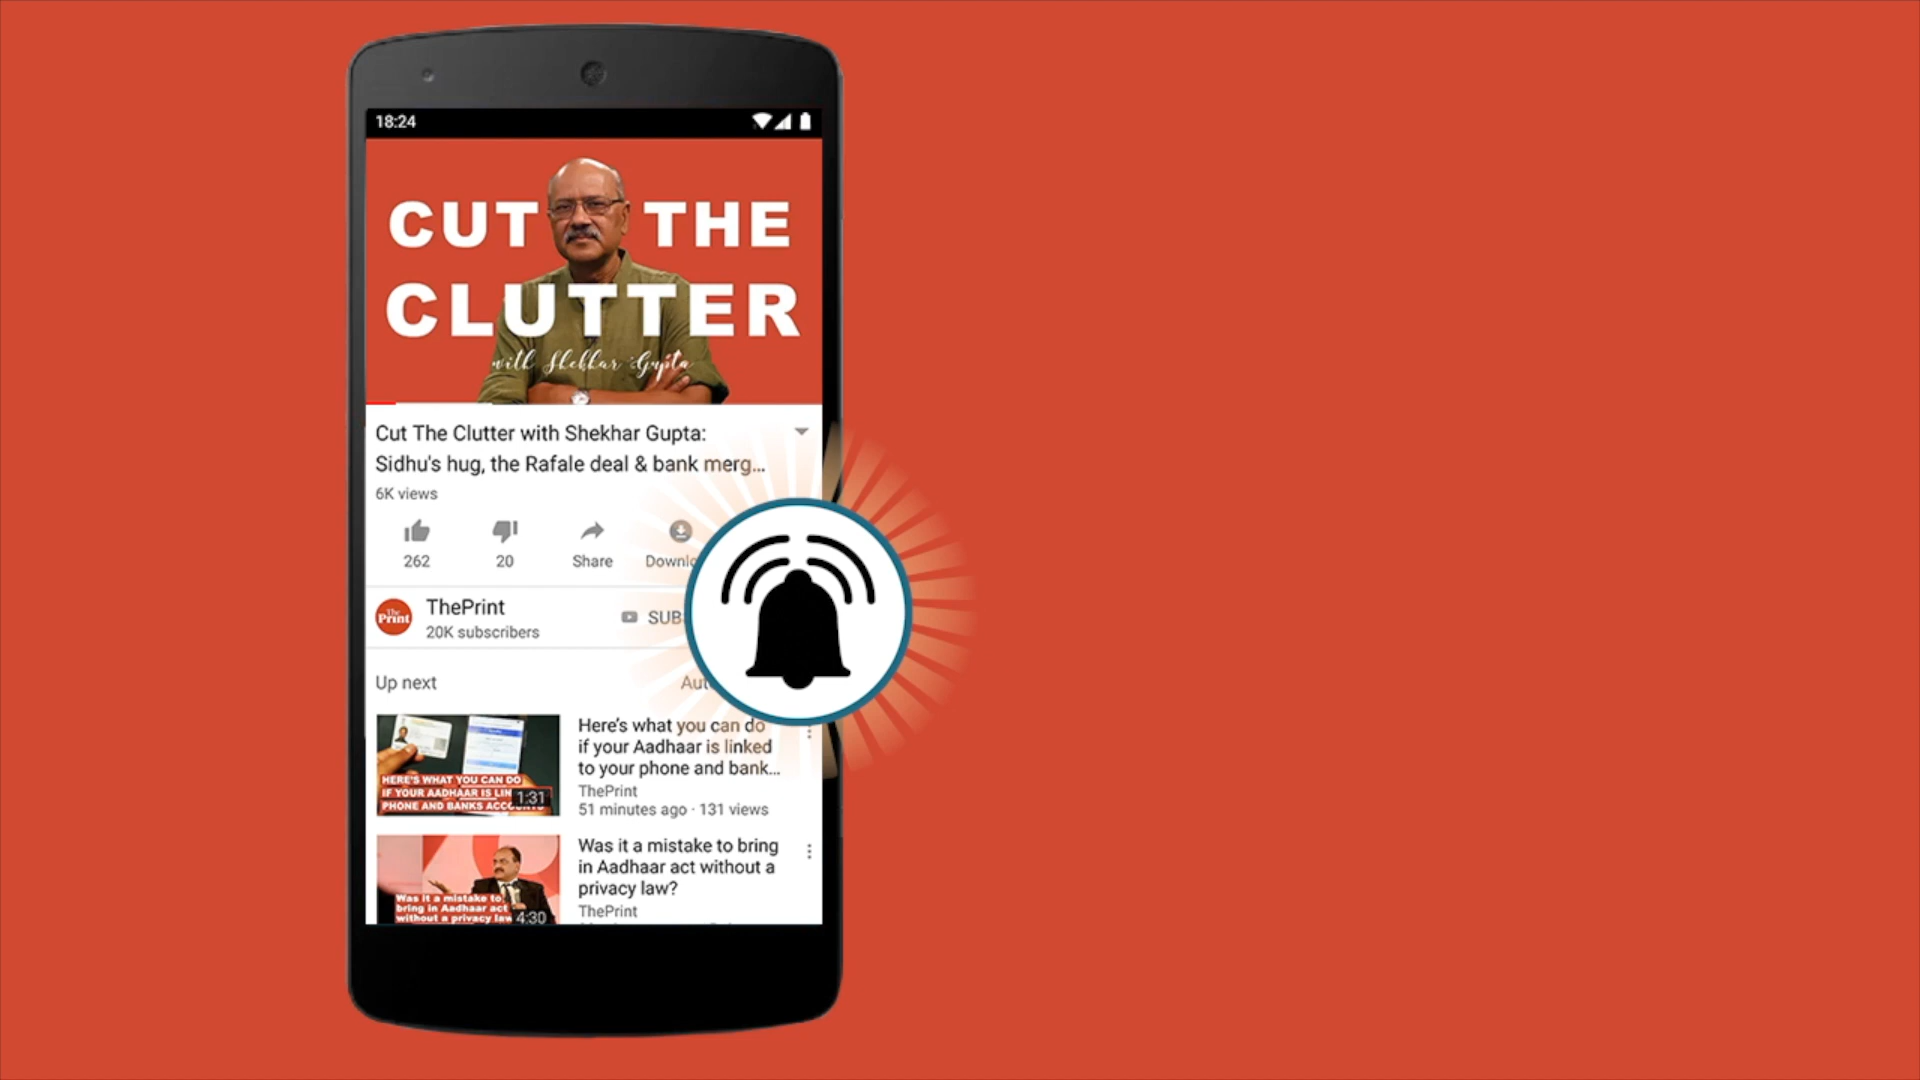 18:24
CUT THE
CLUTTER
with Shekhar Gupta
Cut The Clutter with Shekhar Gupta:
Sidhu's hug, the Rafale deal & bank merg...
6K views
262
20
Share
Downlo
The
Print
ThePrint
20K subscribers
SUB
Up next
Aut
HERE'S WHAT YOU CAN DO
IF YOUR AADHAAR IS LIN
PHONE AND BANKS ACCOUNTS
1:31
Here's what you can do
if your Aadhaar is linked
to your phone and bank...
ThePrint
51 minutes ago · 131 views
Was it a mistake to
bring in Aadhaar act
without a privacy law
4:30
Was it a mistake to bring
in Aadhaar act without a
privacy law?
ThePrint